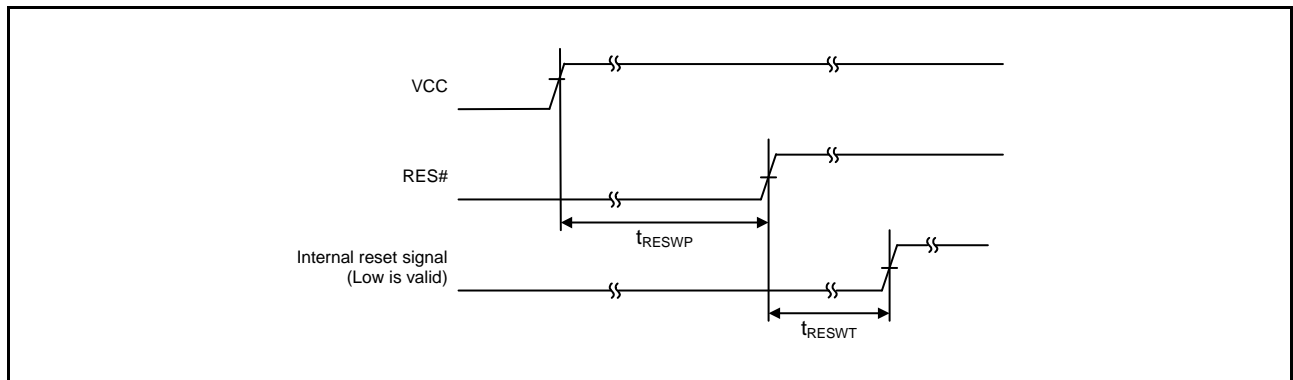 VCC
RES#
tRESWP
Internal reset signal
(Low is valid)
tRESWT